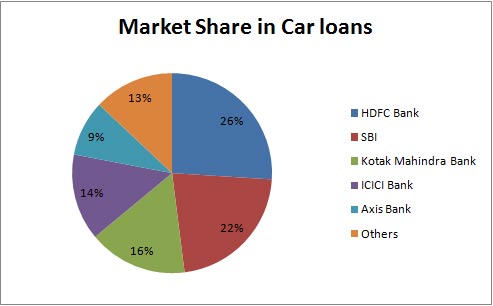 Market Share in Car loans
13%
26%
9%
14%
16%
22%
HDFC Bank
SBI
Kotak Mahindra Bank
ICICI Bank
Axis Bank
Others